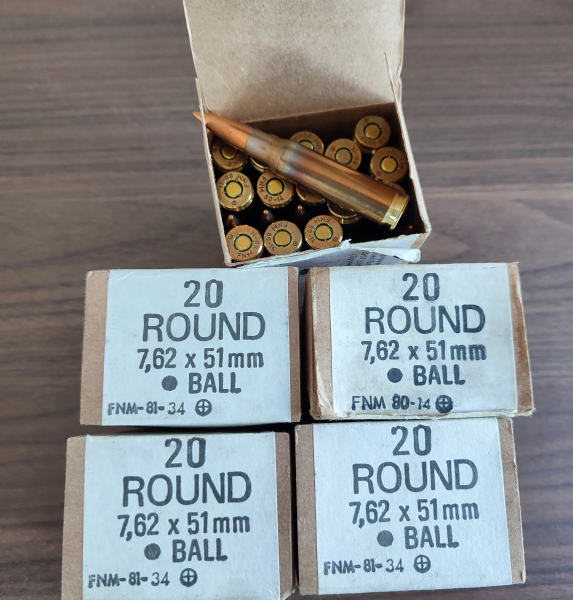 20
ROUND
7,62 x 51mm
● BALL
FNM-81-34 ⊕
20
ROUND
7,62 x 51mm
● BALL
FNM 80-14 ⊕
20
ROUND
7,62 x 51mm
● BALL
FNM-81-34 ⊕
20
ROUND
7,62 x 51mm
● BALL
FNM-81-34 ⊕